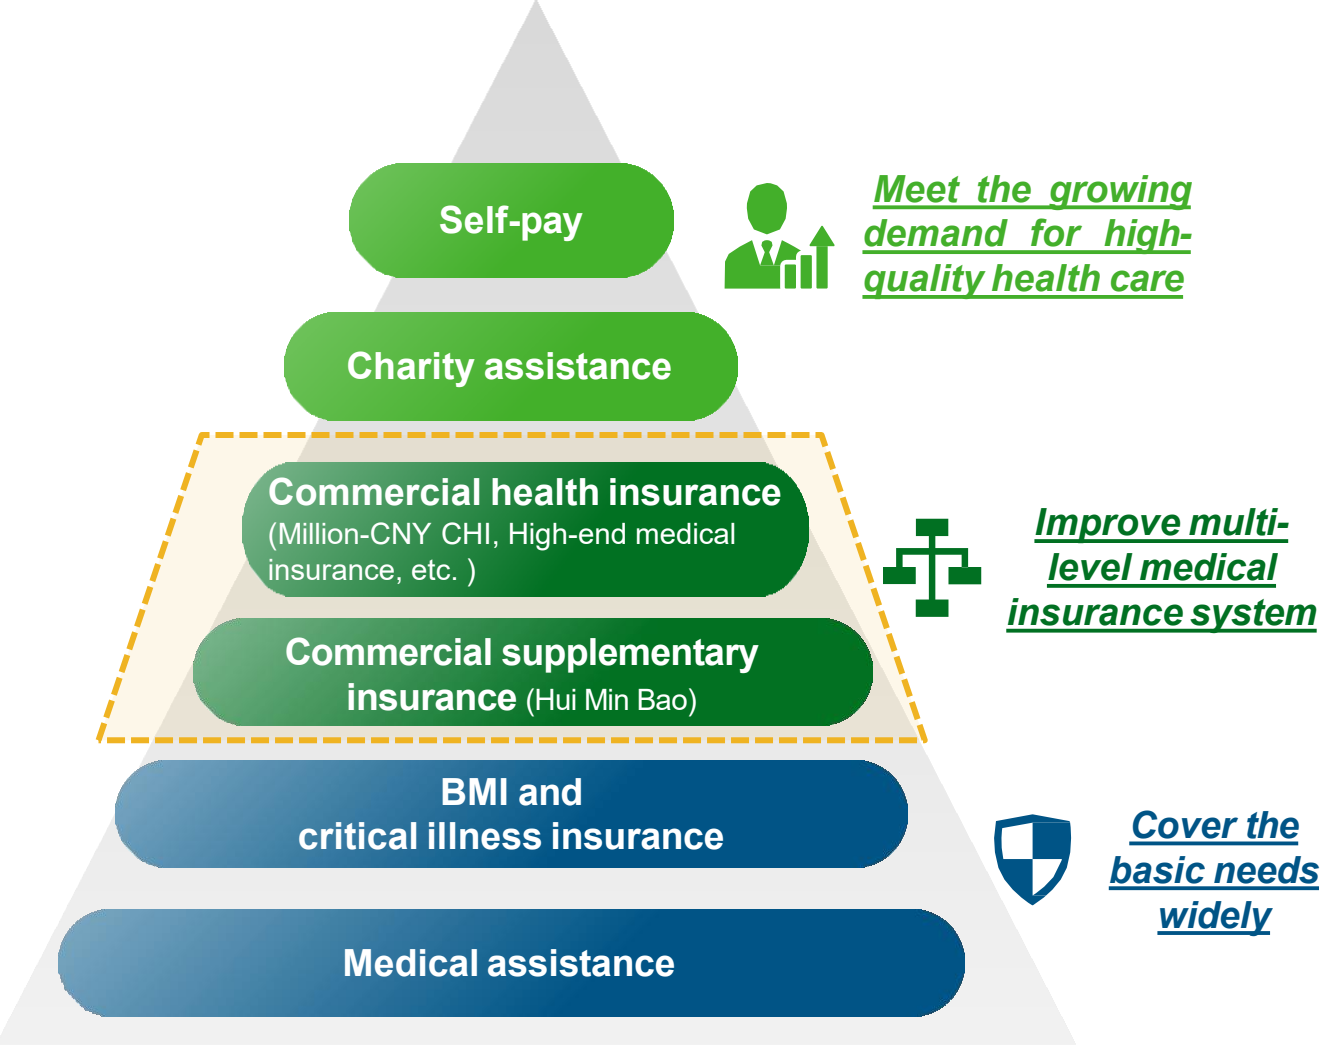 Self-pay
Meet the growing
demand for high-
quality health care
Charity assistance
Commercial health insurance
(Million-CNY CHI, High-end medical
insurance, etc. )
Improve multi-
level medical
insurance system
Commercial supplementary
insurance (Hui Min Bao)
BMI and
critical illness insurance
Cover the
basic needs
widely
Medical assistance